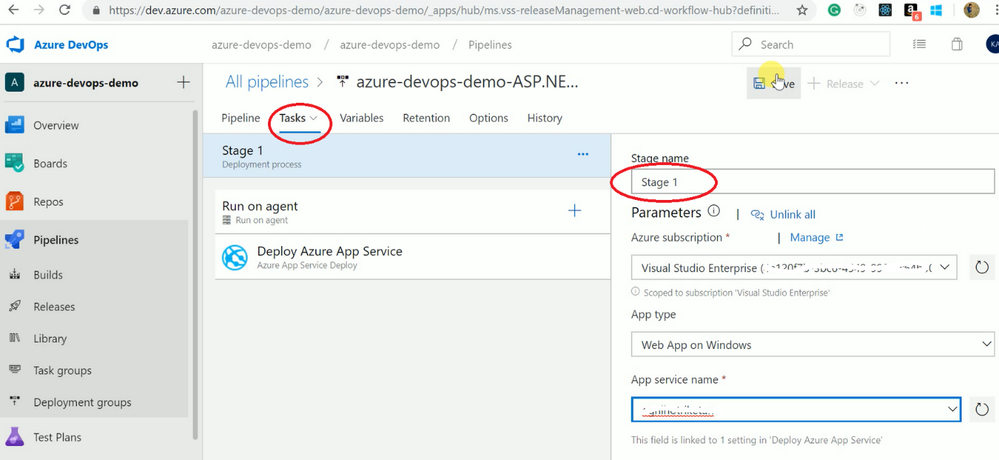 https://dev.azure.com/azure-devops-demo/azure-devops-demo/_apps/hub/ms.vss-releaseManagement-web.cd-workflow-hub?definiti...
6
Azure DevOps
azure-devops-demo / azure-devops-demo / Pipelines
Search
KA
A azure-devops-demo
All pipelines > azure-devops-demo-ASP.NE...
Save
Release
Pipeline Tasks Variables Retention Options History
Overview
Boards
Repos
Pipelines
Builds
Releases
Library
Task groups
Deployment groups
Test Plans
Stage 1
Deployment process
Run on agent
Run on agent
Deploy Azure App Service
Azure App Service Deploy
Stage name
Stage 1
Parameters | Unlink all
Azure subscription * | Manage
Visual Studio Enterprise (
Scoped to subscription 'Visual Studio Enterprise'
App type
Web App on Windows
App service name *
This field is linked to 1 setting in 'Deploy Azure App Service'